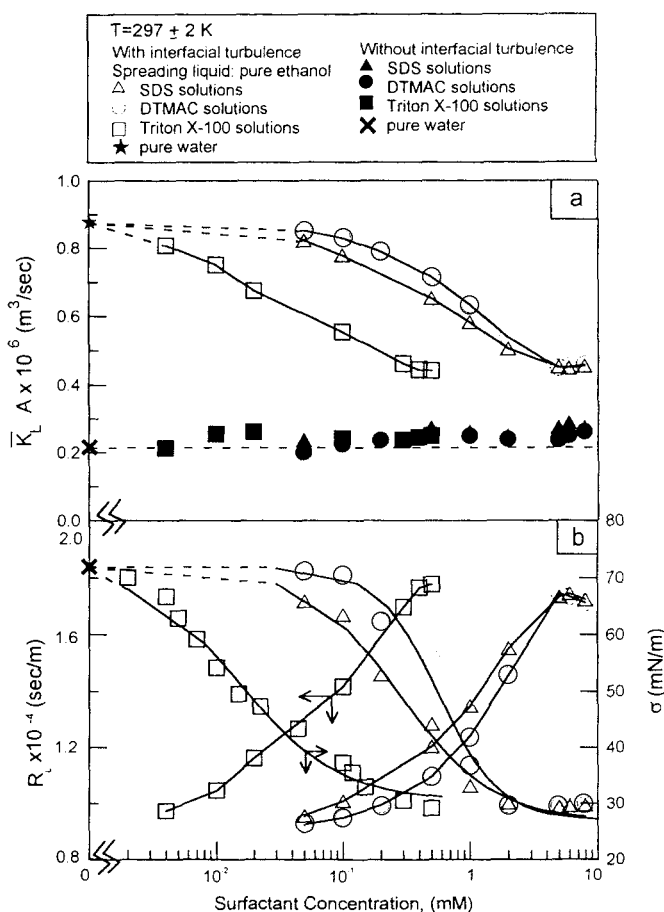 T=297 ± 2 K
With interfacial turbulence
Spreading liquid: pure ethanol
SDS solutions
DTMAC solutions
Triton X-100 solutions
pure water
Without interfacial turbulence
SDS solutions
DTMAC solutions
Triton X-100 solutions
pure water
a
1.0
0.8
0.6
0.4
0.2
0.0
K̅L A x 10⁶ (m³/sec)
b
2.0
1.6
1.2
0.8
RL x10⁻⁴ (sec/m)
80
70
60
50
40
30
20
σ (mN/m)
0 10⁻² 10⁻¹ 1 10
Surfactant Concentration, (mM)